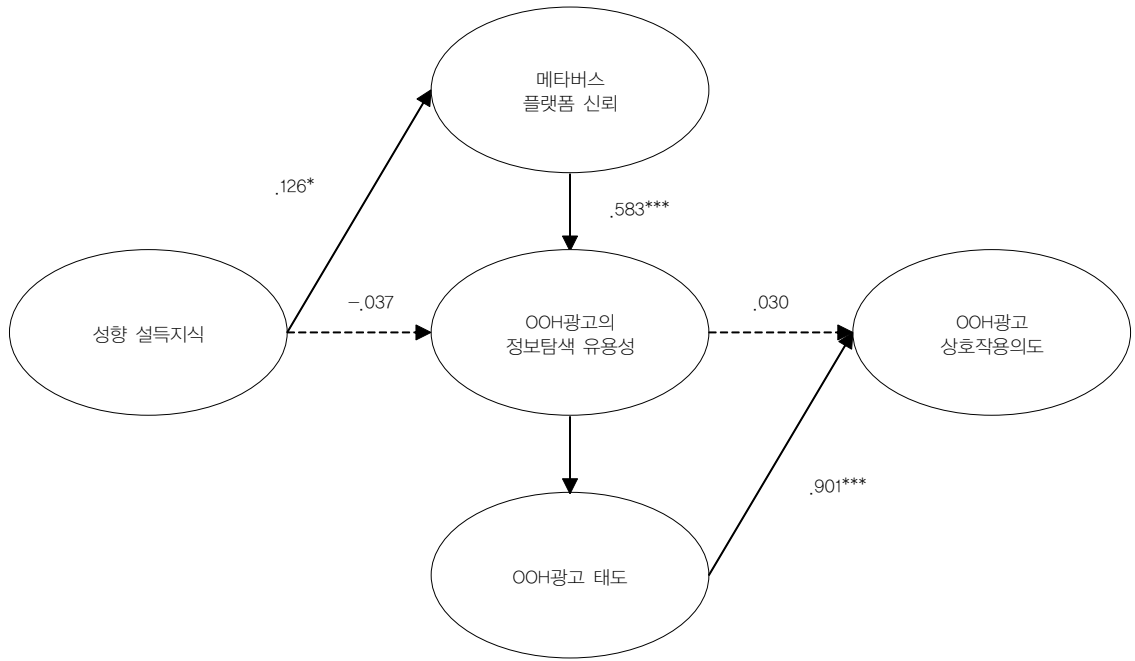 메타버스
플랫폼 신뢰
.126*
.583***
성향 설득지식
-.037
OOH광고의
정보탐색 유용성
.030
OOH광고
상호작용의도
.901***
OOH광고 태도